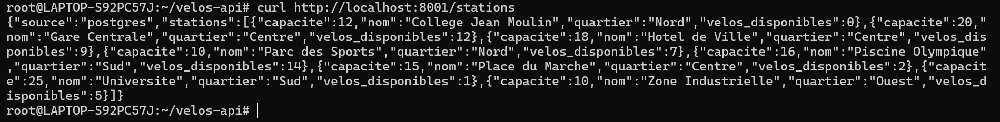 root@LAPTOP-S92PC57J:~/velos-api# curl http://localhost:8001/stations
{"source":"postgres","stations":[{"capacite":12,"nom":"College Jean Moulin","quartier":"Nord","velos_disponibles":0},{"capacite":20,"
nom":"Gare Centrale","quartier":"Centre","velos_disponibles":12},{"capacite":18,"nom":"Hotel de Ville","quartier":"Centre","velos_dis
ponibles":9},{"capacite":10,"nom":"Parc des Sports","quartier":"Nord","velos_disponibles":7},{"capacite":16,"nom":"Piscine Olympique"
,"quartier":"Sud","velos_disponibles":14},{"capacite":15,"nom":"Place du Marche","quartier":"Centre","velos_disponibles":2},{"capacit
e":25,"nom":"Universite","quartier":"Sud","velos_disponibles":1},{"capacite":10,"nom":"Zone Industrielle","quartier":"Ouest","velos_d
isponibles":5}]}
root@LAPTOP-S92PC57J:~/velos-api#